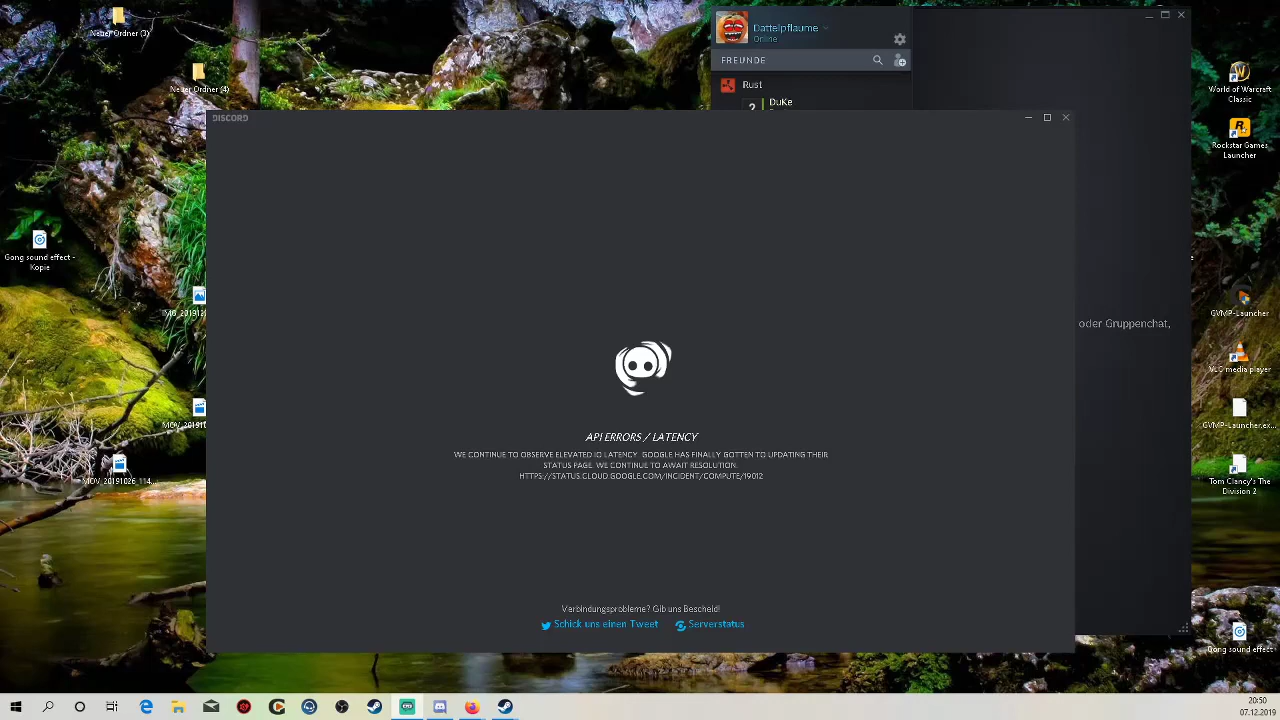 Neuer Ordner (3)
Neuer Ordner (4)
Dattelpflaume
Online
FREUNDE
Rust
DuKe
World of Warcraft
Classic
Rockstar Games
Launcher
DISCORD
Gong sound effect -
Kopie
GVMP-Launcher
oder Gruppenchat,
VLC media player
GVMP-Launcher.ex...
MOV_20191026_114...
Tom Clancy's The
Division 2
API ERRORS / LATENCY
WE CONTINUE TO OBSERVE ELEVATED IO LATENCY. GOOGLE HAS FINALLY GOTTEN TO UPDATING THEIR
STATUS PAGE. WE CONTINUE TO AWAIT RESOLUTION.
HTTPS://STATUS.CLOUD.GOOGLE.COM/INCIDENT/COMPUTE/19012
Verbindungsprobleme? Gib uns Bescheid!
Schick uns einen Tweet
Serverstatus
Gong sound effect
20:50
07.12.2019